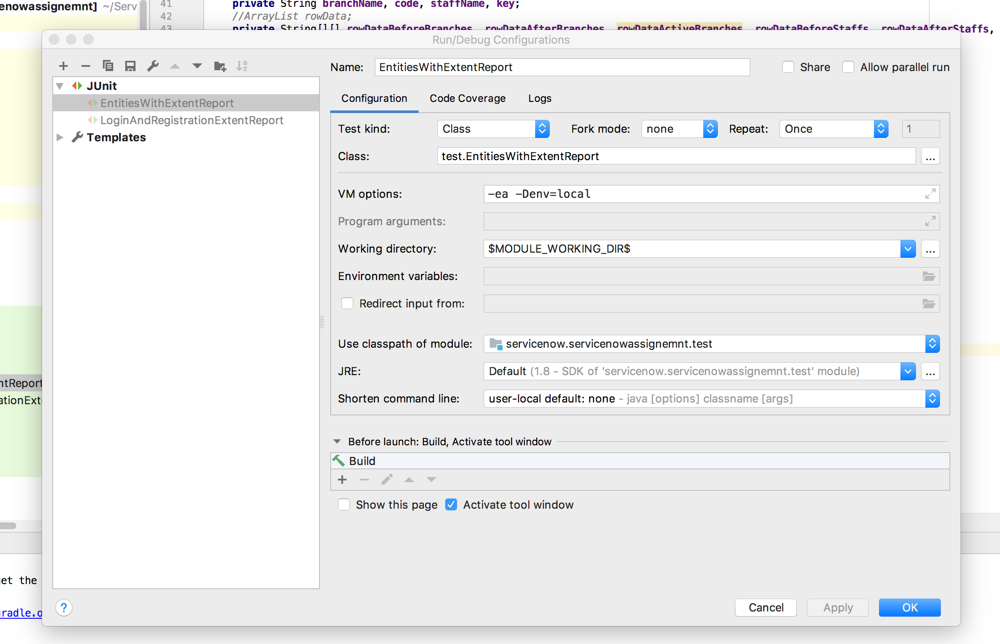 enowassignemnt] ~/Serv
41 private String branchName, code, staffName, key;
42 //ArrayList rowData;
43 private String[][] rowDataBeforeBranches, rowDataAfterBranches, rowDataActiveBranches, rowDataBeforeStaffs, rowDataAfterStaffs,
Run/Debug Configurations
JUnit
EntitiesWithExtentReport
LoginAndRegistrationExtentReport
Templates
Name: EntitiesWithExtentReport Share Allow parallel run
Configuration Code Coverage Logs
Test kind: Class Fork mode: none Repeat: Once 1
Class: test.EntitiesWithExtentReport ...
VM options: -ea -Denv=local
Program arguments:
Working directory: $MODULE_WORKING_DIR$ ...
Environment variables:
Redirect input from:
Use classpath of module: servicenow.servicenowassignemnt.test
JRE: Default (1.8 - SDK of 'servicenow.servicenowassignemnt.test' module) ...
Shorten command line: user-local default: none - java [options] classname [args]
Before launch: Build, Activate tool window
Build
Show this page Activate tool window
ntReport
ationExt
get the
gradle.o
? Cancel Apply OK